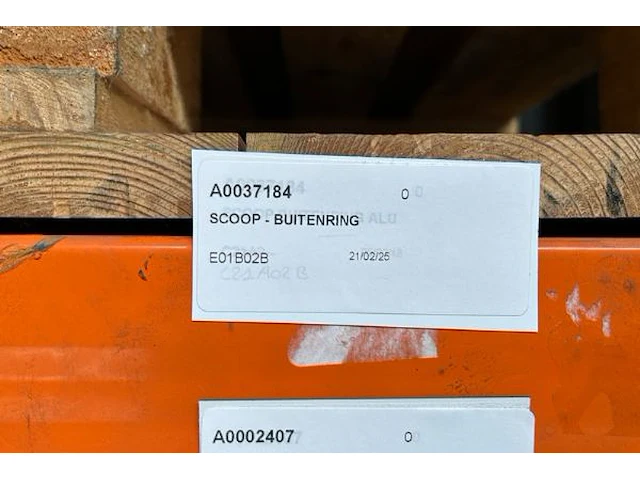 A0037184 0
SCOOP - BUITENRING
E01B02B 21/02/25
A0002407 0